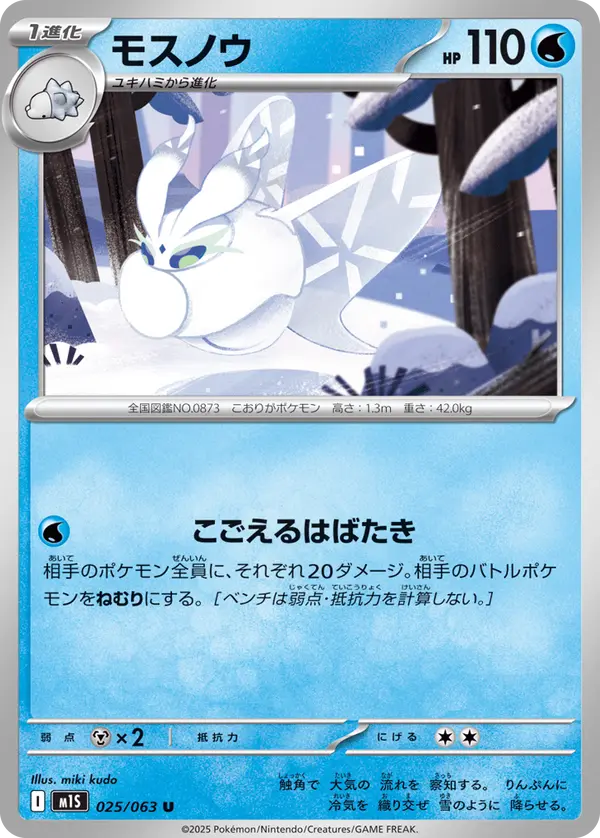 1進化
モスノウ
HP 110
ユキハミから進化
全国図鑑NO.0873 こおりがポケモン 高さ:1.3m 重さ:42.0kg
こごえるはばたき
相手のポケモン全員に、それぞれ20ダメージ。相手のバトルポケ
モンをねむりにする。[ベンチは弱点・抵抗力を計算しない。]
弱点 ×2 抵抗力 にげる
Illus. miki kudo
触角で 大気の 流れを 察知する。 りんぷんに
冷気を 織り交ぜ 雪のように 降らせる。
I M1S 025/063 U
©2025 Pokémon/Nintendo/Creatures/GAME FREAK.